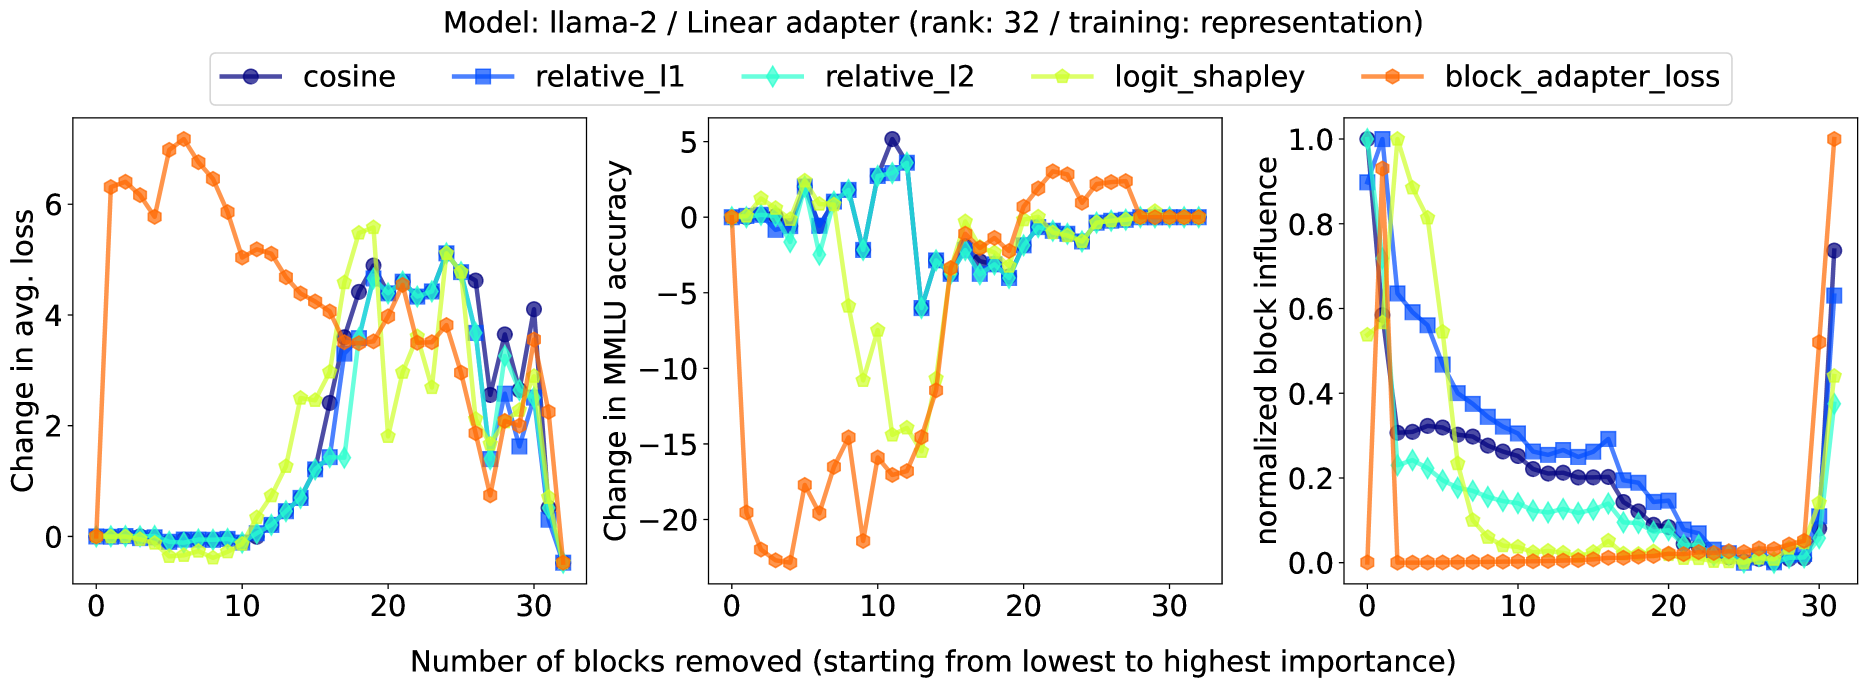 Model: llama-2 / Linear adapter (rank: 32 / training: representation)
cosine relative_l1 relative_l2 logit_shapley block_adapter_loss
Change in avg. loss
6
4
2
0
0 10 20 30
Change in MMLU accuracy
5
0
−5
−10
−15
−20
0 10 20 30
normalized block influence
1.0
0.8
0.6
0.4
0.2
0.0
0 10 20 30
Number of blocks removed (starting from lowest to highest importance)